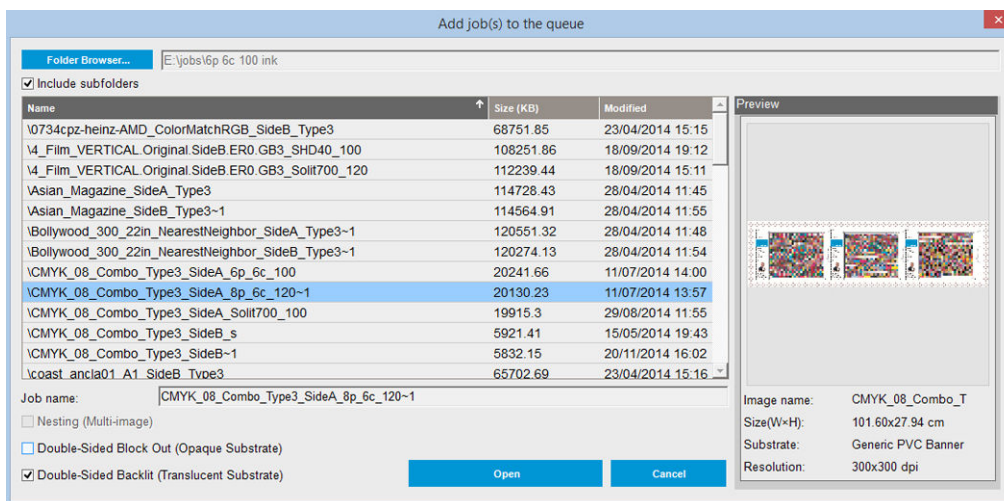 Add job(s) to the queue
Folder Browser... E:\jobs\6p 6c 100 ink
Include subfolders
Name Size (KB) Modified
\0734cpz-heinz-AMD_ColorMatchRGB_SideB_Type3 68751.85 23/04/2014 15:15
\4_Film_VERTICAL.Original.SideB.ER0.GB3_SHD40_100 108251.86 18/09/2014 19:12
\4_Film_VERTICAL.Original.SideB.ER0.GB3_Solit700_120 112239.44 18/09/2014 15:11
\Asian_Magazine_SideA_Type3 114728.43 28/04/2014 11:45
\Asian_Magazine_SideB_Type3~1 114564.91 28/04/2014 11:55
\Bollywood_300_22in_NearestNeighbor_SideA_Type3~1 120551.32 28/04/2014 11:48
\Bollywood_300_22in_NearestNeighbor_SideB_Type3~1 120274.13 28/04/2014 11:54
\CMYK_08_Combo_Type3_SideA_6p_6c_100 20241.66 11/07/2014 14:00
\CMYK_08_Combo_Type3_SideA_8p_6c_120~1 20130.23 11/07/2014 13:57
\CMYK_08_Combo_Type3_SideA_Solit700_100 19915.3 29/08/2014 11:55
\CMYK_08_Combo_Type3_SideB_s 5921.41 15/05/2014 19:43
\CMYK_08_Combo_Type3_SideB~1 5832.15 20/11/2014 16:02
\coast_ancla01_A1_SideB_Type3 65702.69 23/04/2014 15:16
Job name: CMYK_08_Combo_Type3_SideA_8p_6c_120~1
Nesting (Multi-image)
Double-Sided Block Out (Opaque Substrate)
Double-Sided Backlit (Translucent Substrate)
Open Cancel
Preview
Image name: CMYK_08_Combo_T
Size(W×H): 101.60x27.94 cm
Substrate: Generic PVC Banner
Resolution: 300x300 dpi